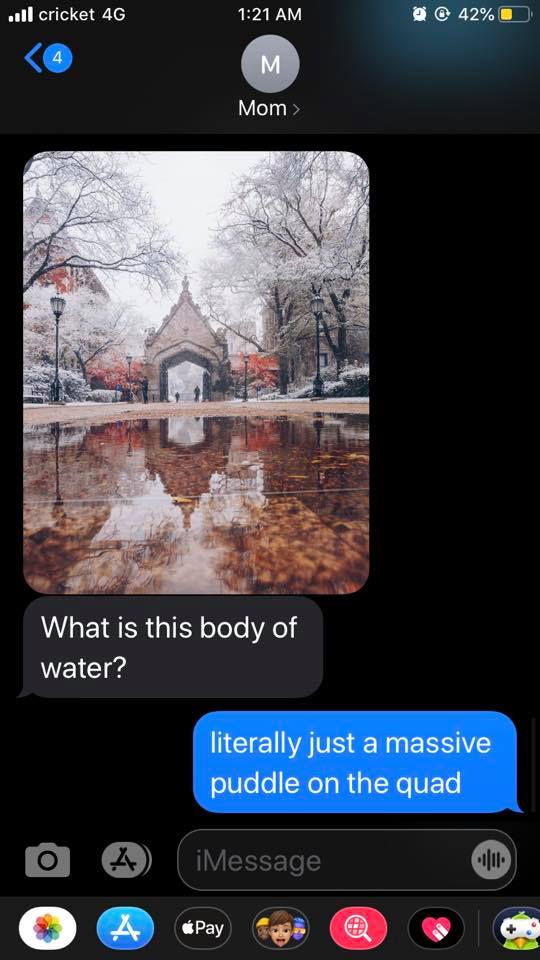 cricket 4G 1:21 AM 42%
4
M
Mom
What is this body of
water?
literally just a massive
puddle on the quad
iMessage
Pay